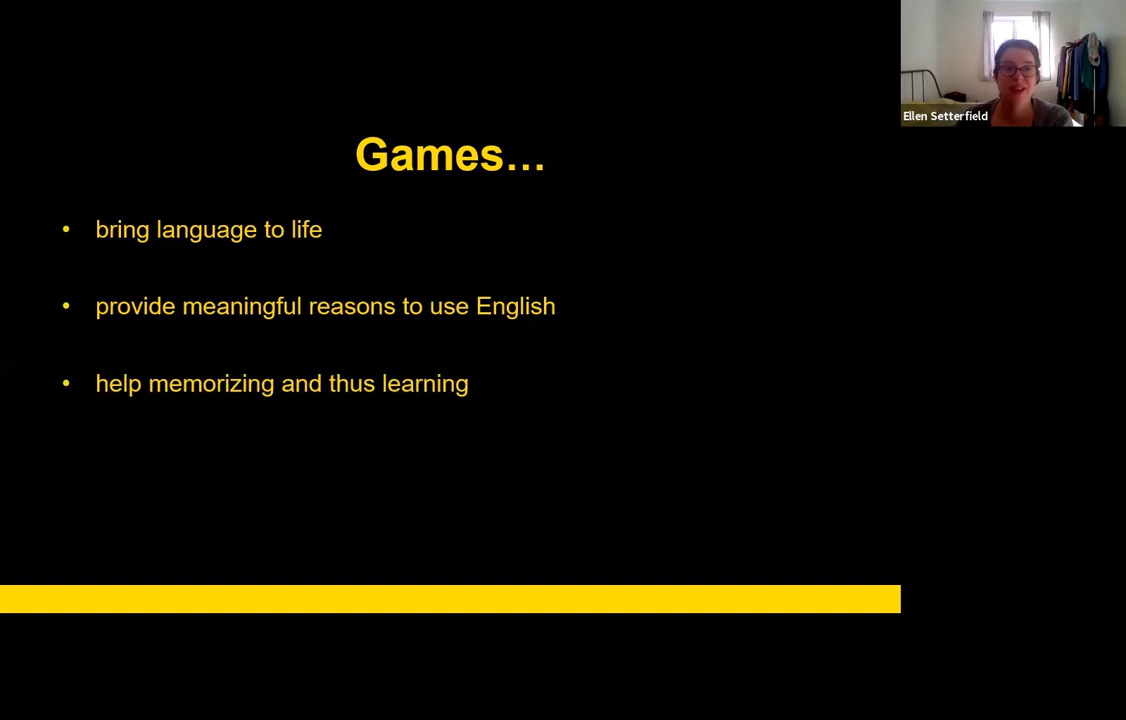 Ellen Setterfield
Games...
• bring language to life
• provide meaningful reasons to use English
• help memorizing and thus learning